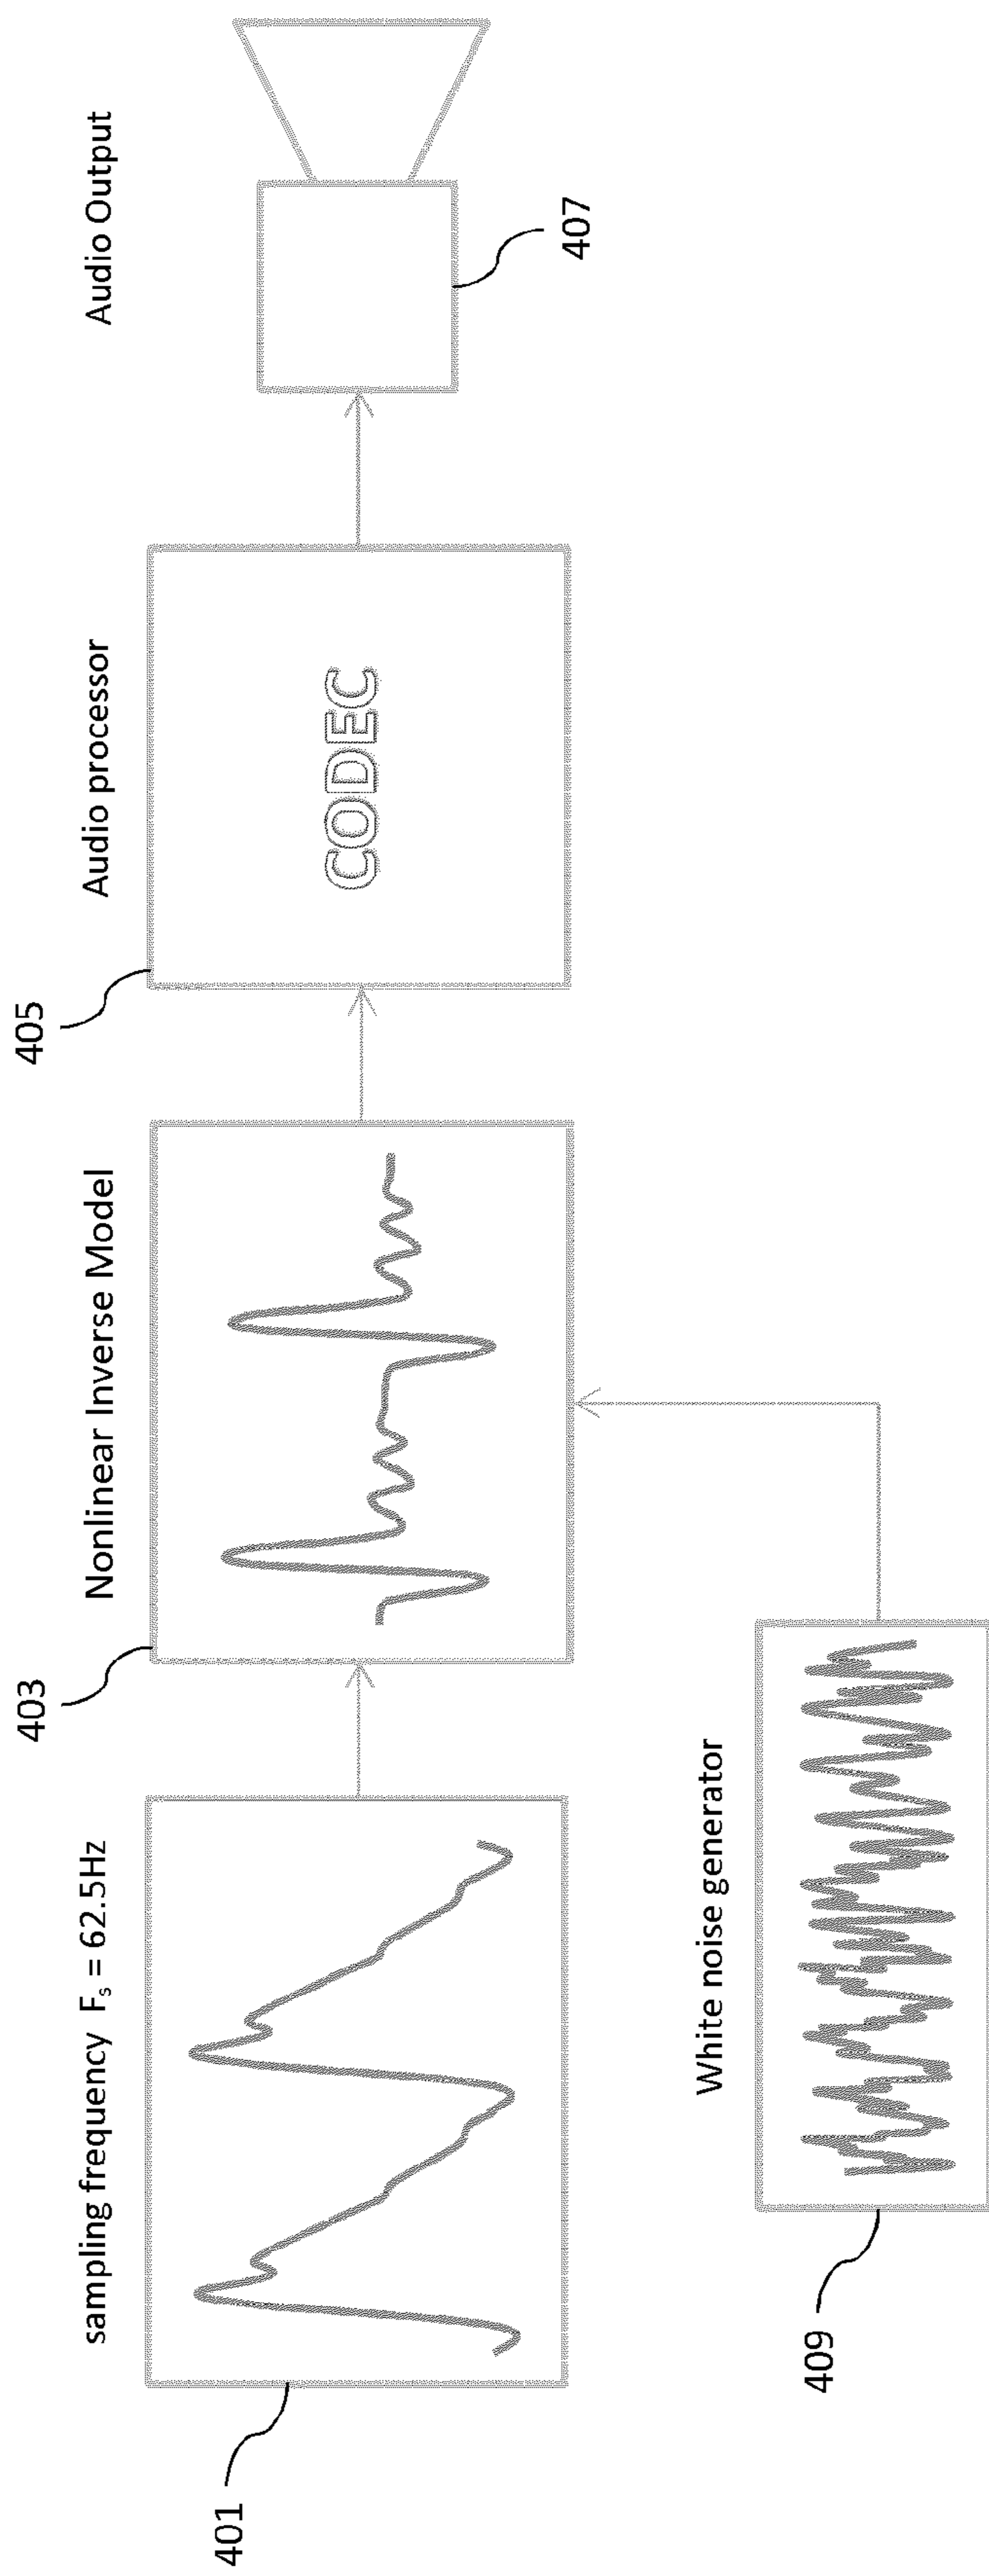 sampling frequency Fs = 62.5Hz
401
Nonlinear Inverse Model
403
Audio processor
405
CODEC
Audio Output
407
White noise generator
409